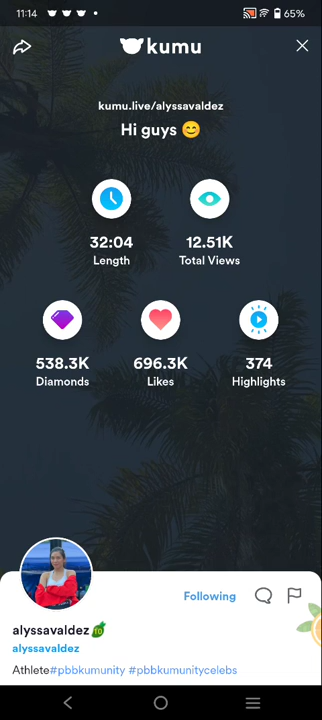 11:14
65%
kumu
kumu.live/alyssavaldez
Hi guys 😊
32:04
Length
12.51K
Total Views
538.3K
Diamonds
696.3K
Likes
374
Highlights
Following
alyssavaldez
alyssavaldez
Athlete#pbbkumunity #pbbkumunitycelebs